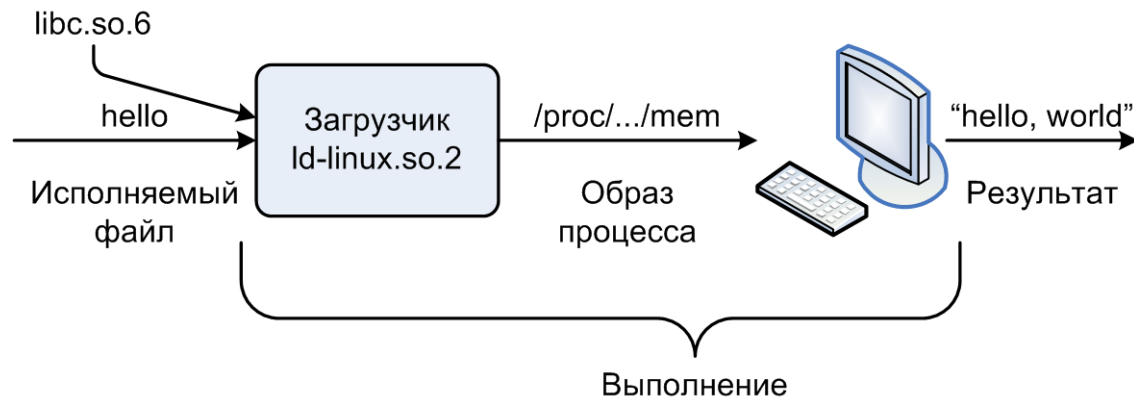 libc.so.6
hello
Исполняемый
файл
Загрузчик
ld-linux.so.2
/proc/.../mem
Образ
процесса
“hello, world”
Результат
Выполнение